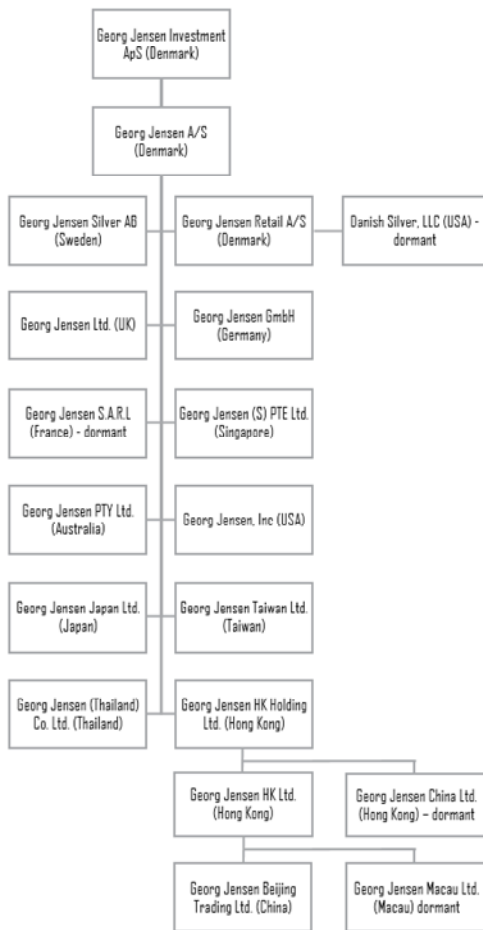 Georg Jensen Investment
ApS (Denmark)
Georg Jensen A/S
(Denmark)
Georg Jensen Silver AB
(Sweden)
Georg Jensen Retail A/S
(Denmark)
Danish Silver, LLC (USA) -
dormant
Georg Jensen Ltd. (UK)
Georg Jensen GmbH
(Germany)
Georg Jensen S.A.R.L
(France) - dormant
Georg Jensen (S) PTE Ltd.
(Singapore)
Georg Jensen PTY Ltd.
(Australia)
Georg Jensen, Inc (USA)
Georg Jensen Japan Ltd.
(Japan)
Georg Jensen Taiwan Ltd.
(Taiwan)
Georg Jensen (Thailand)
Co. Ltd. (Thailand)
Georg Jensen HK Holding
Ltd. (Hong Kong)
Georg Jensen HK Ltd.
(Hong Kong)
Georg Jensen China Ltd.
(Hong Kong) – dormant
Georg Jensen Beijing
Trading Ltd. (China)
Georg Jensen Macau Ltd.
(Macau) dormant